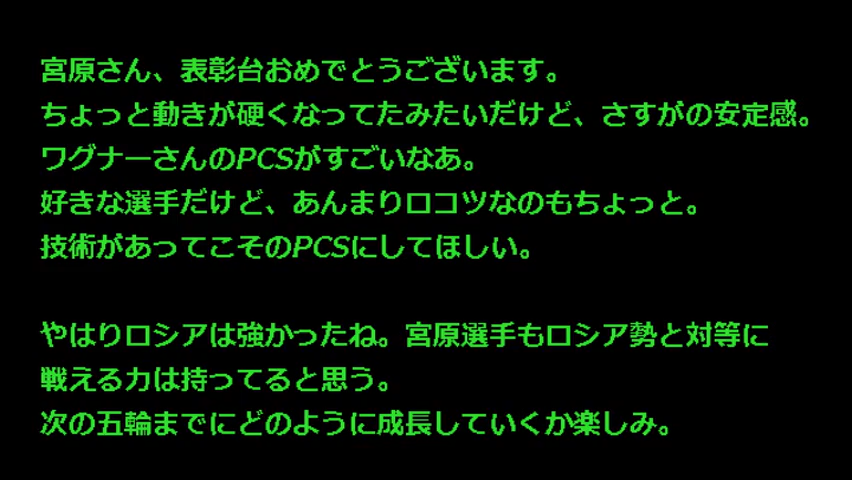 宮原さん、表彰台おめでとうございます。
ちょっと動きが硬くなってたみたいだけど、さすがの安定感。
ワグナーさんのPCSがすごいなあ。
好きな選手だけど、あんまりロコツなのもちょっと。
技術があってこそのPCSにしてほしい。
やはりロシアは強かったね。宮原選手もロシア勢と対等に
戦える力は持ってると思う。
次の五輪までにどのように成長していくか楽しみ。